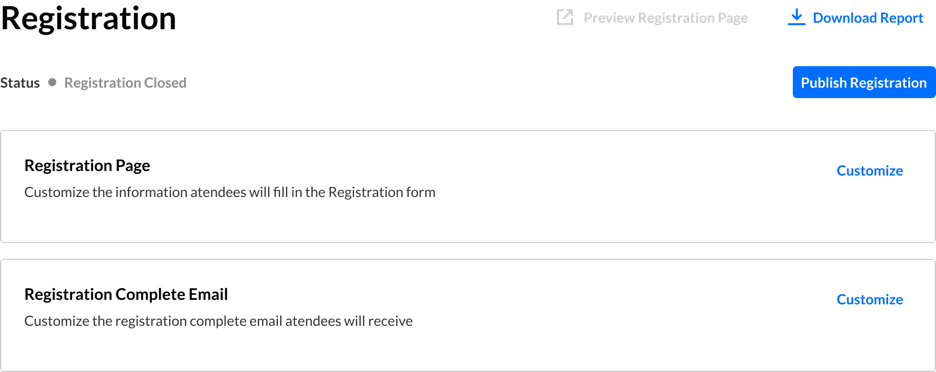 Registration
Preview Registration Page
Download Report
Status
Registration Closed
Publish Registration
Registration Page
Customize
Customize the information atendees will fill in the Registration form
Registration Complete Email
Customize
Customize the registration complete email atendees will receive